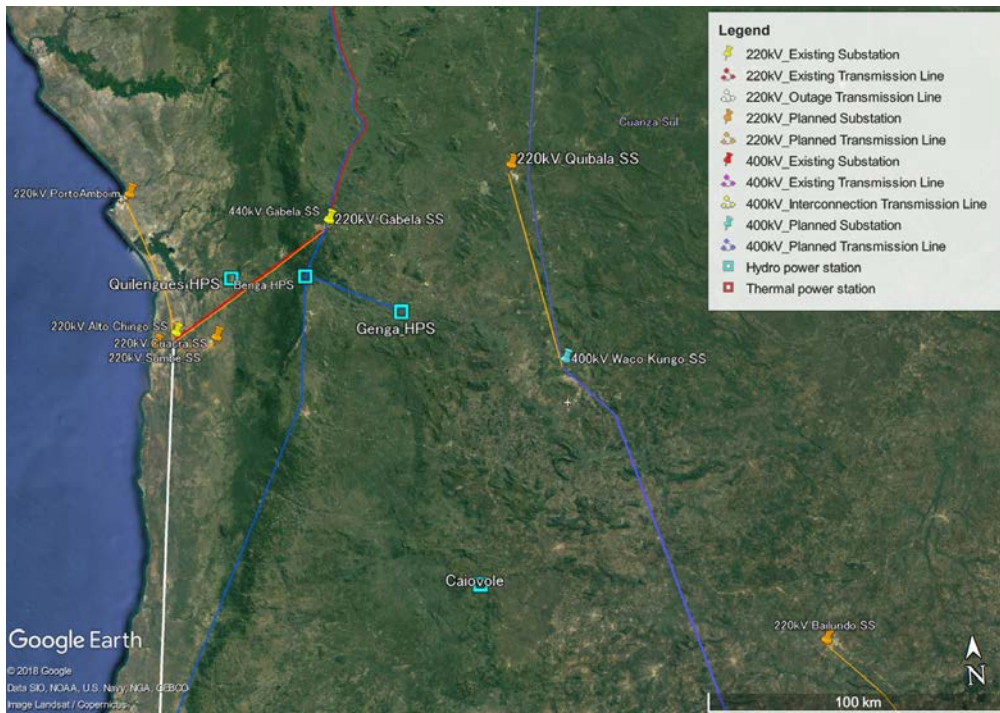 Legend
220kV_Existing Substation
220kV_Existing Transmission Line
220kV_Outage Transmission Line
220kV_Planned Substation
220kV_Planned Transmission Line
400kV_Existing Substation
400kV_Existing Transmission Line
400kV_Interconnection Transmission Line
400kV_Planned Substation
400kV_Planned Transmission Line
Hydro power station
Thermal power station
Cuanza Sul
220kV Quibala SS
220kV PortoAmboim
440kV Gabela SS
220kV Gabela SS
Quilengues HPS
Benga HPS
Genga HPS
220kV Alto Chingo SS
220kV Cuacra SS
220kV Sumbe SS
400kV Waco Kungo SS
Caiovole
220kV Bailundo SS
Google Earth
© 2018 Google
Data SIO, NOAA, U.S. Navy, NGA, GEBCO
Image Landsat / Copernicus
N
100 km